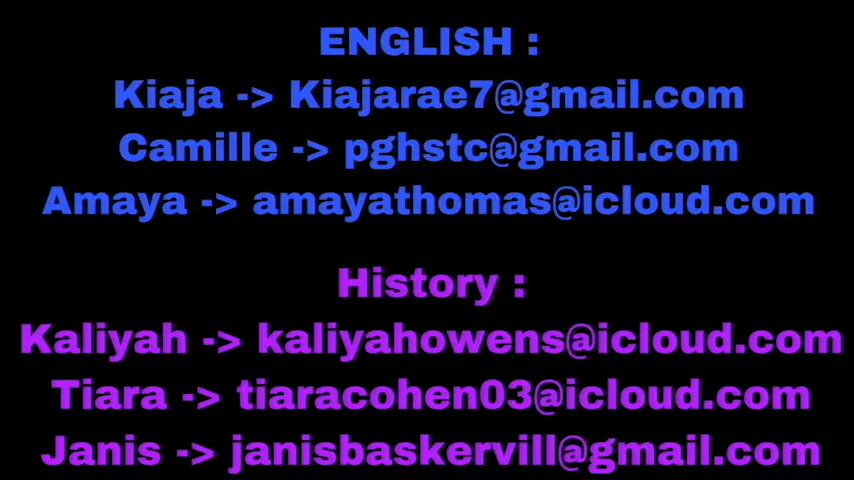 ENGLISH :
Kiaja -> Kiajarae7@gmail.com
Camille -> pghstc@gmail.com
Amaya -> amayathomas@icloud.com
History :
Kaliyah -> kaliyahowens@icloud.com
Tiara -> tiaracohen03@icloud.com
Janis -> janisbaskervill@gmail.com